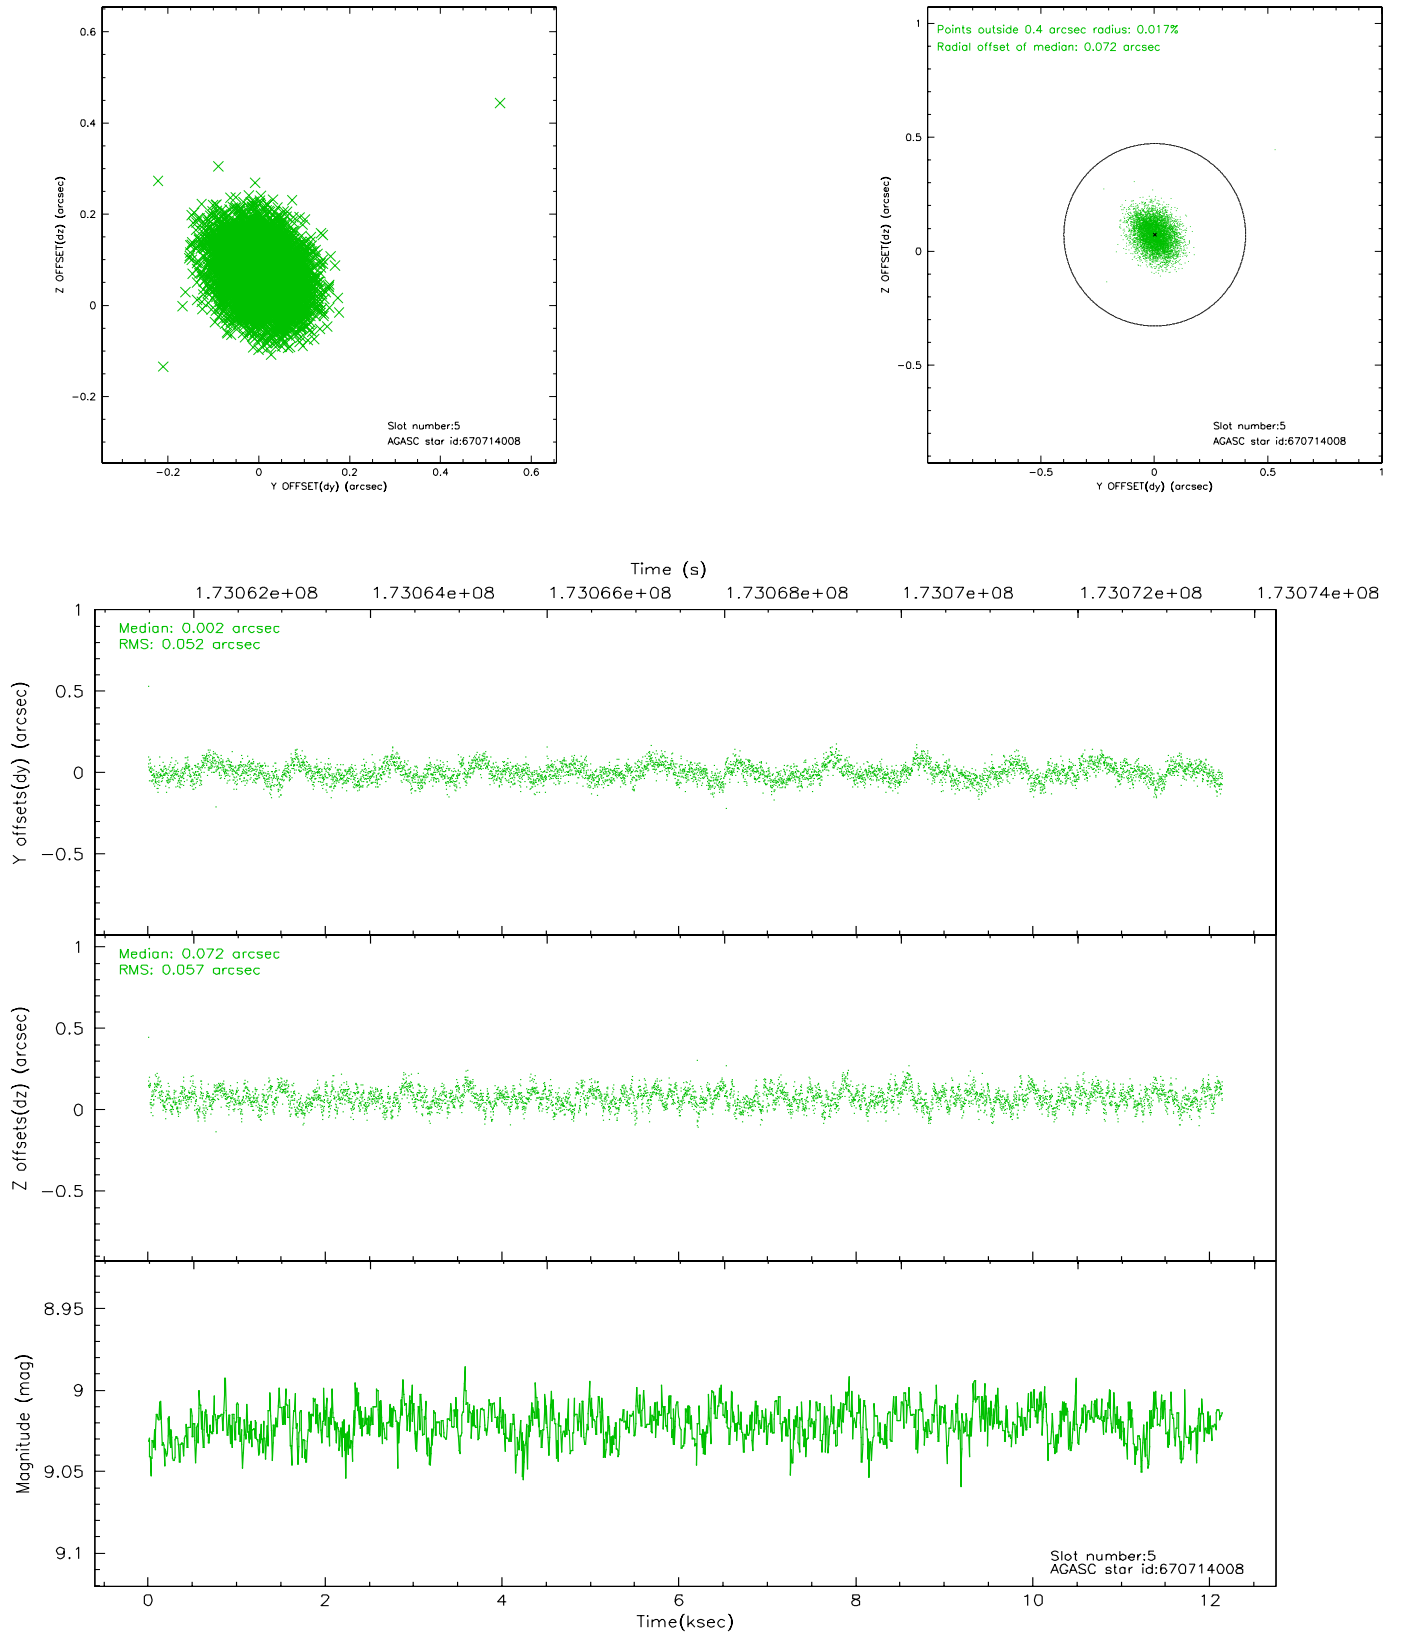 0.6
0.4
0.2
0
-0.2
Z OFFSET(dz) (arcsec)
Slot number:5
AGASC star id:670714008
-0.2 0 0.2 0.4 0.6
Y OFFSET(dy) (arcsec)
Points outside 0.4 arcsec radius: 0.017%
Radial offset of median: 0.072 arcsec
1
0.5
0
-0.5
Z OFFSET(dz) (arcsec)
Slot number:5
AGASC star id:670714008
-0.5 0 0.5 1
Y OFFSET(dy) (arcsec)
Time (s)
1.73062e+08 1.73064e+08 1.73066e+08 1.73068e+08 1.7307e+08 1.73072e+08 1.73074e+08
Median: 0.002 arcsec
RMS: 0.052 arcsec
1
0.5
0
-0.5
Y offsets(dy) (arcsec)
Median: 0.072 arcsec
RMS: 0.057 arcsec
1
0.5
0
-0.5
Z offsets(dz) (arcsec)
8.95
9
9.05
9.1
Magnitude (mag)
Slot number:5
AGASC star id:670714008
0 2 4 6 8 10 12
Time(ksec)